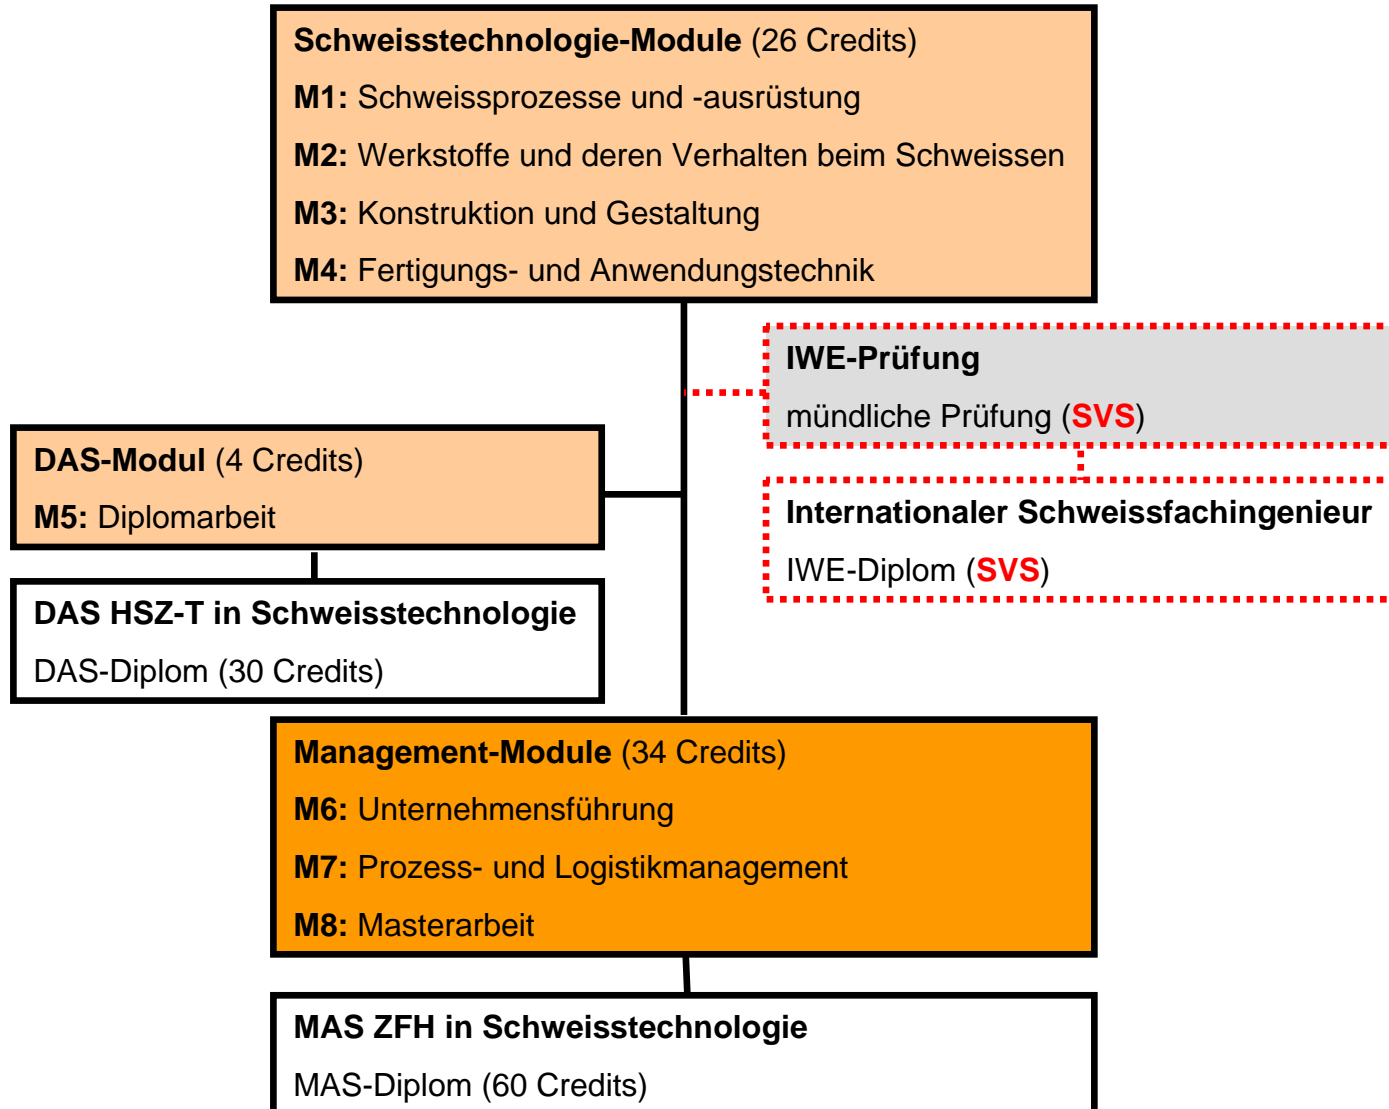 Schweisstechnologie-Module (26 Credits)
M1: Schweissprozesse und -ausrüstung
M2: Werkstoffe und deren Verhalten beim Schweissen
M3: Konstruktion und Gestaltung
M4: Fertigungs- und Anwendungstechnik
IWE-Prüfung
mündliche Prüfung (SVS)
Internationaler Schweissfachingenieur
IWE-Diplom (SVS)
DAS-Modul (4 Credits)
M5: Diplomarbeit
DAS HSZ-T in Schweisstechnologie
DAS-Diplom (30 Credits)
Management-Module (34 Credits)
M6: Unternehmensführung
M7: Prozess- und Logistikmanagement
M8: Masterarbeit
MAS ZFH in Schweisstechnologie
MAS-Diplom (60 Credits)